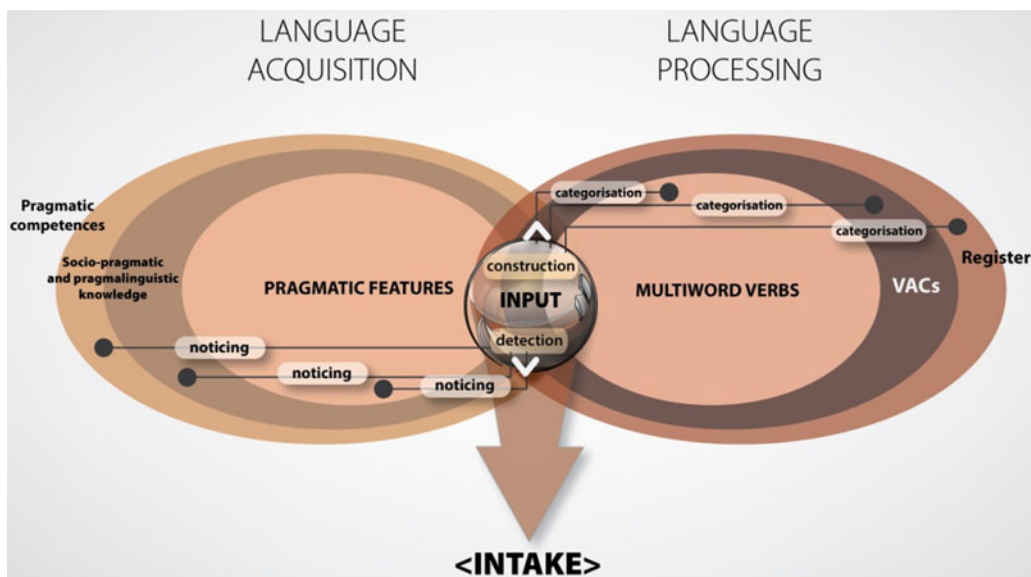 LANGUAGE
ACQUISITION
LANGUAGE
PROCESSING
Pragmatic
competences
Socio-pragmatic
and pragmalinguistic
knowledge
PRAGMATIC FEATURES
noticing
noticing
noticing
construction
INPUT
detection
categorisation
categorisation
categorisation
MULTIWORD VERBS
VACs
Register
<INTAKE>